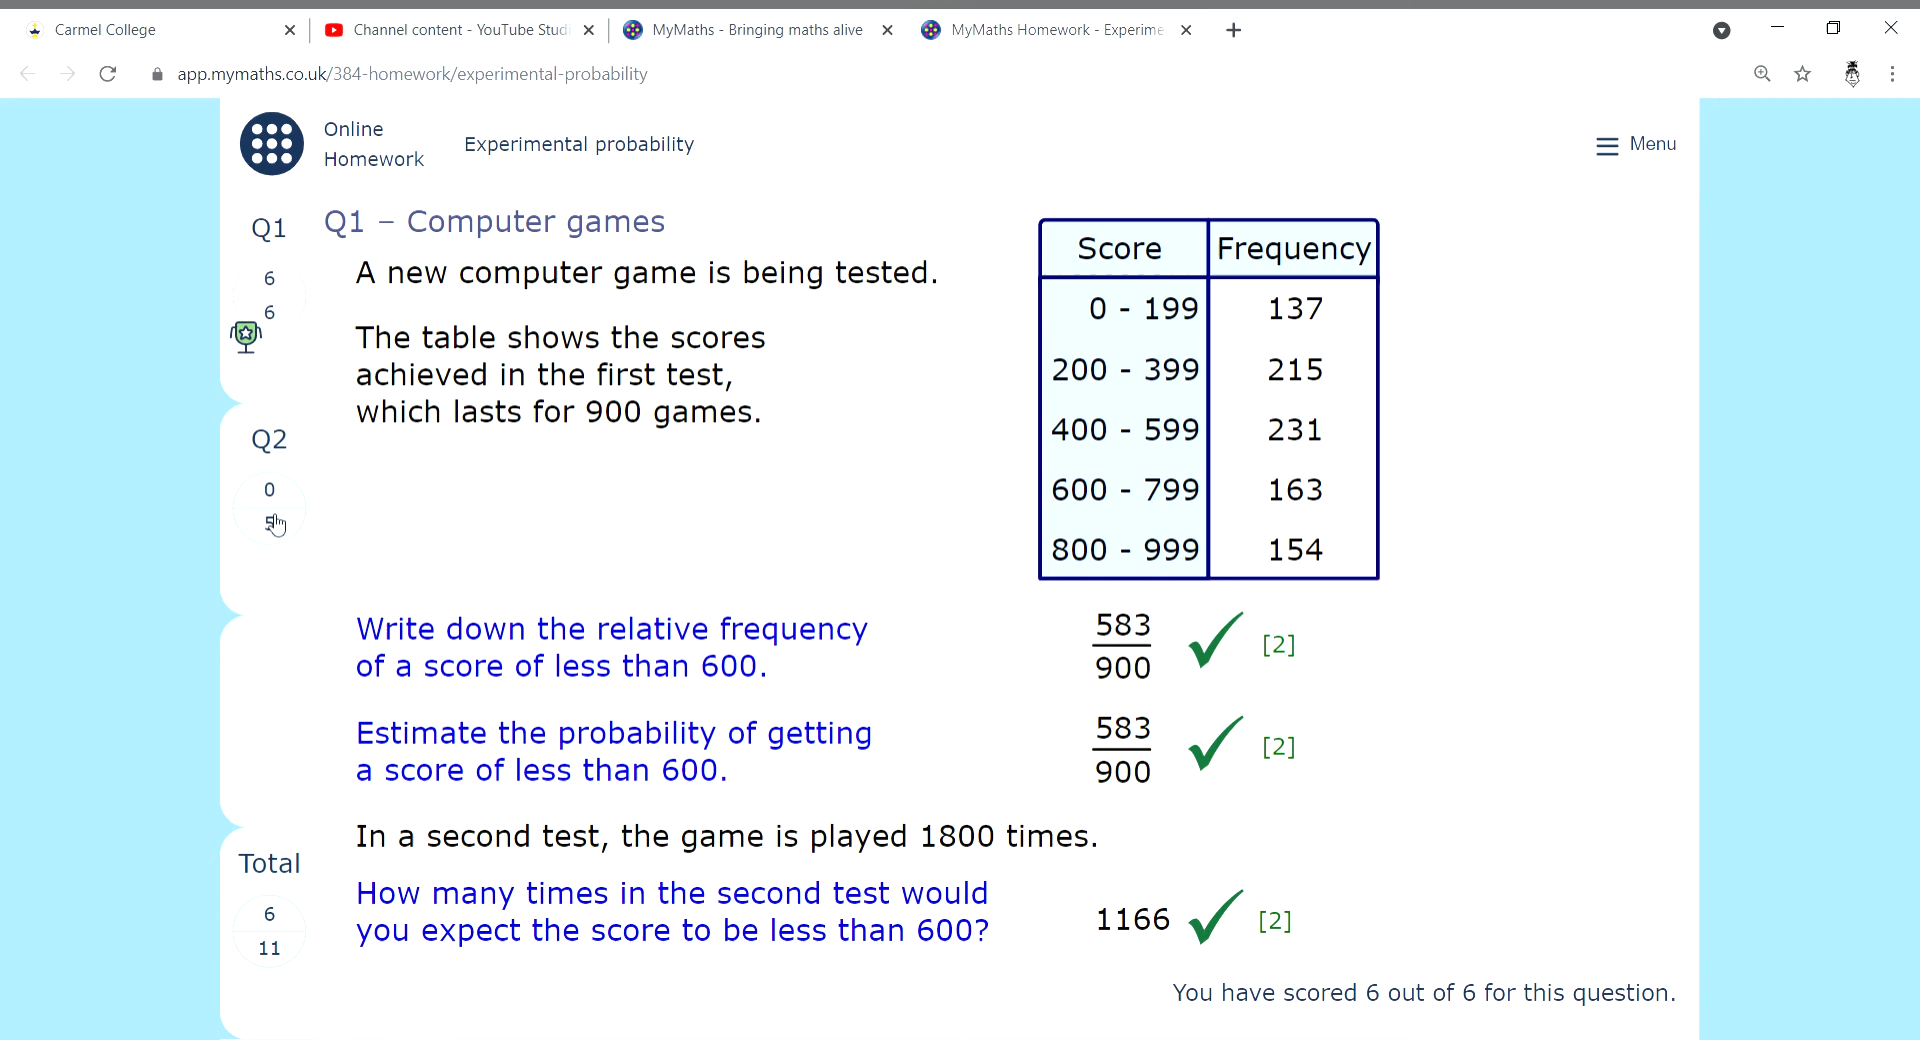 Carmel College
Channel content - YouTube Studi
MyMaths - Bringing maths alive
MyMaths Homework - Experime
app.mymaths.co.uk/384-homework/experimental-probability
Online
Homework
Experimental probability
Menu
Q1
6
6
Q2
0
5
Total
6
11
Q1 – Computer games
A new computer game is being tested.
The table shows the scores
achieved in the first test,
which lasts for 900 games.
Score Frequency
0 - 199 137
200 - 399 215
400 - 599 231
600 - 799 163
800 - 999 154
Write down the relative frequency
of a score of less than 600.
583
900
[2]
Estimate the probability of getting
a score of less than 600.
583
900
[2]
In a second test, the game is played 1800 times.
How many times in the second test would
you expect the score to be less than 600?
1166 [2]
You have scored 6 out of 6 for this question.